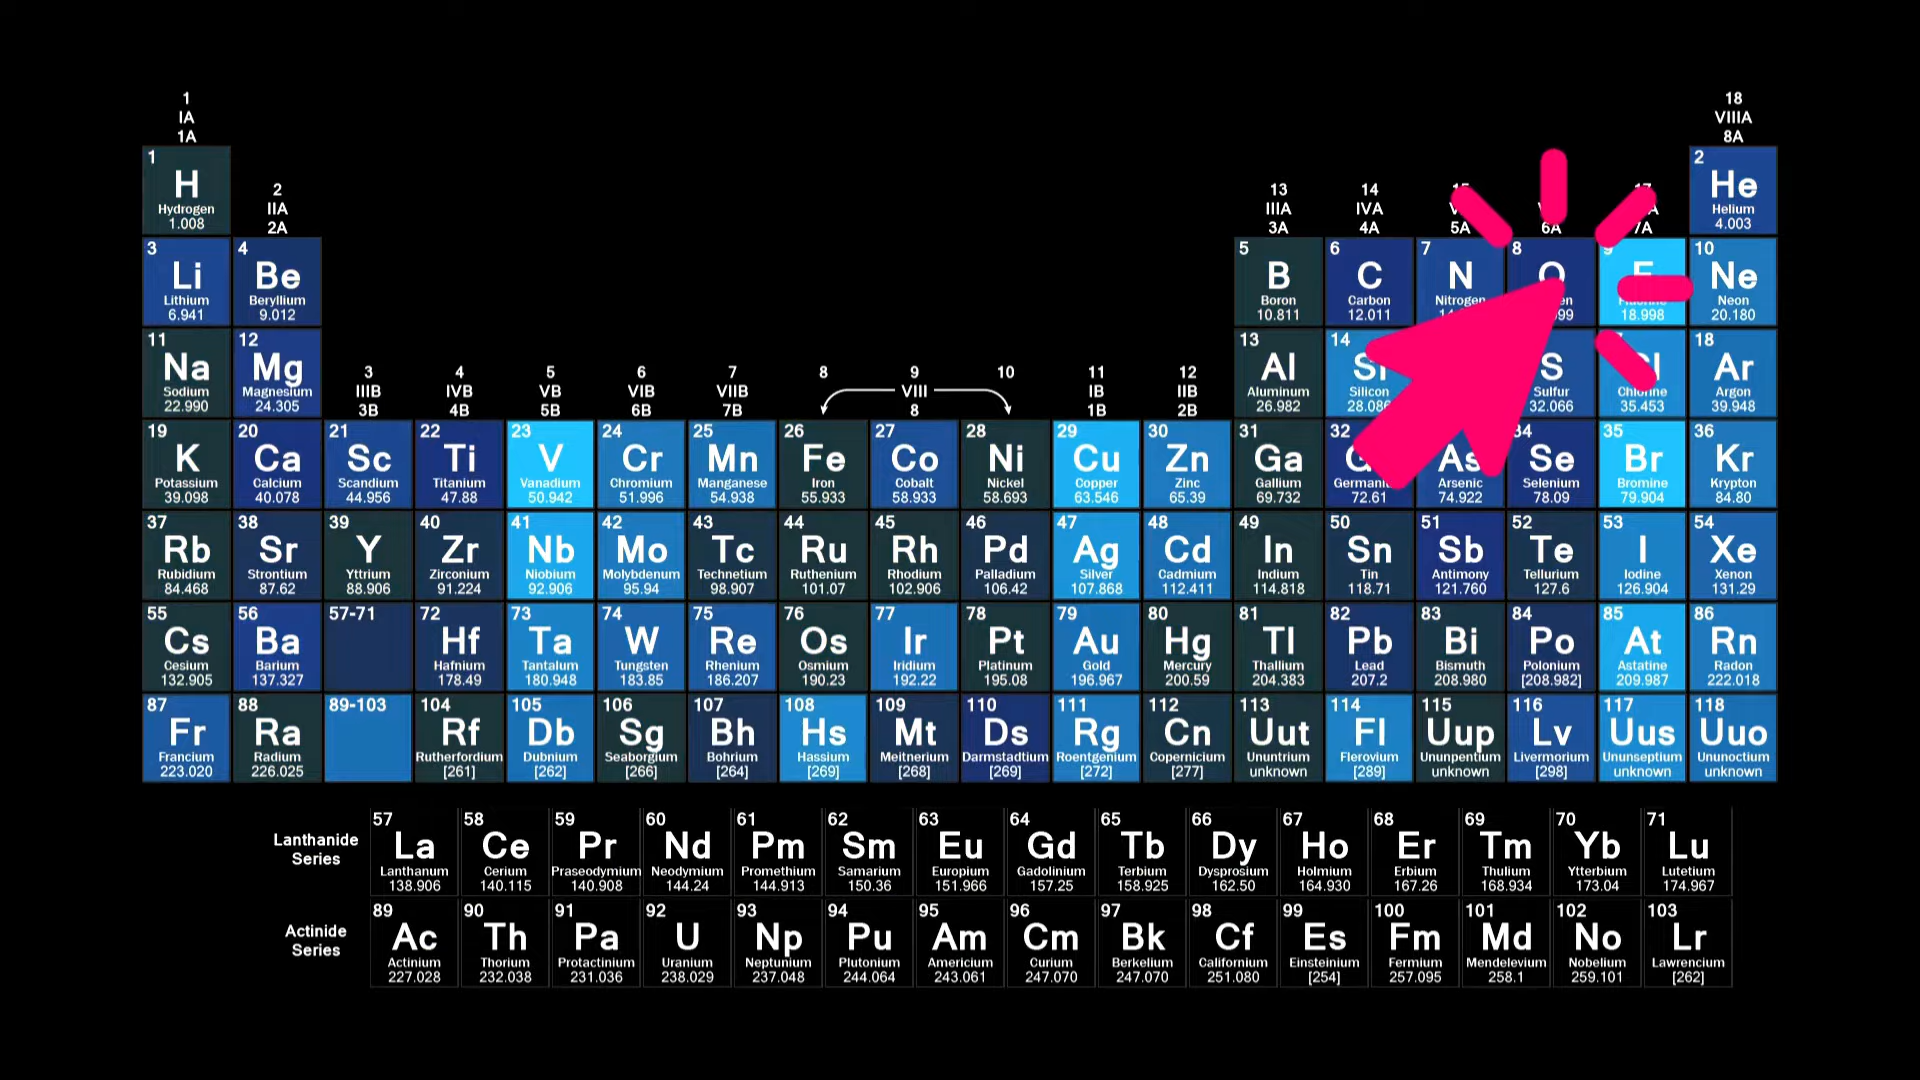 1 18
IA VIIIA
1A 8A
1 2
H He
Hydrogen Helium
1.008 4.003
2 13 14
IIA IIIA IVA
2A 3A 4A 5A 6A 7A
3 4 5 6 7 8 9 10
Li Be B C N O Ne
Lithium Beryllium Boron Carbon Nitrogen Neon
6.941 9.012 10.811 12.011 18.998 20.180
11 12 13 14 18
Na Mg Al Si S Cl Ar
Sodium Magnesium Aluminum Silicon Sulfur Chlorine Argon
22.990 24.305 26.982 28.086 32.066 35.453 39.948
3 4 5 6 7 8 9 10 11 12
IIIB IVB VB VIB VIIB VIII IB IIB
3B 4B 5B 6B 7B 8 1B 2B
19 20 21 22 23 24 25 26 27 28 29 30 31 32 34 35 36
K Ca Sc Ti V Cr Mn Fe Co Ni Cu Zn Ga As Se Br Kr
Potassium Calcium Scandium Titanium Vanadium Chromium Manganese Iron Cobalt Nickel Copper Zinc Gallium Arsenic Selenium Bromine Krypton
39.098 40.078 44.956 47.88 50.942 51.996 54.938 55.933 58.933 58.693 63.546 65.39 69.732 72.61 74.922 78.09 79.904 84.80
37 38 39 40 41 42 43 44 45 46 47 48 49 50 51 52 53 54
Rb Sr Y Zr Nb Mo Tc Ru Rh Pd Ag Cd In Sn Sb Te I Xe
Rubidium Strontium Yttrium Zirconium Niobium Molybdenum Technetium Ruthenium Rhodium Palladium Silver Cadmium Indium Tin Antimony Tellurium Iodine Xenon
84.468 87.62 88.906 91.224 92.906 95.94 98.907 101.07 102.906 106.42 107.868 112.411 114.818 118.71 121.760 127.6 126.904 131.29
55 56 57-71 72 73 74 75 76 77 78 79 80 81 82 83 84 85 86
Cs Ba Hf Ta W Re Os Ir Pt Au Hg Tl Pb Bi Po At Rn
Cesium Barium Hafnium Tantalum Tungsten Rhenium Osmium Iridium Platinum Gold Mercury Thallium Lead Bismuth Polonium Astatine Radon
132.905 137.327 178.49 180.948 183.85 186.207 190.23 192.22 195.08 196.967 200.59 204.383 207.2 208.980 [208.982] 209.987 222.018
87 88 89-103 104 105 106 107 108 109 110 111 112 113 114 115 116 117 118
Fr Ra Rf Db Sg Bh Hs Mt Ds Rg Cn Uut Fl Uup Lv Uus Uuo
Francium Radium Rutherfordium Dubnium Seaborgium Bohrium Hassium Meitnerium Darmstadtium Roentgenium Copernicium Ununtrium Flerovium Ununpentium Livermorium Ununseptium Ununoctium
223.020 226.025 [261] [262] [266] [264] [269] [268] [269] [272] [277] unknown [289] unknown [298] unknown unknown
Lanthanide
Series
57 58 59 60 61 62 63 64 65 66 67 68 69 70 71
La Ce Pr Nd Pm Sm Eu Gd Tb Dy Ho Er Tm Yb Lu
Lanthanum Cerium Praseodymium Neodymium Promethium Samarium Europium Gadolinium Terbium Dysprosium Holmium Erbium Thulium Ytterbium Lutetium
138.906 140.115 140.908 144.24 144.913 150.36 151.966 157.25 158.925 162.50 164.930 167.26 168.934 173.04 174.967
Actinide
Series
89 90 91 92 93 94 95 96 97 98 99 100 101 102 103
Ac Th Pa U Np Pu Am Cm Bk Cf Es Fm Md No Lr
Actinium Thorium Protactinium Uranium Neptunium Plutonium Americium Curium Berkelium Californium Einsteinium Fermium Mendelevium Nobelium Lawrencium
227.028 232.038 231.036 238.029 237.048 244.064 243.061 247.070 247.070 251.080 [254] 257.095 258.1 259.101 [262]